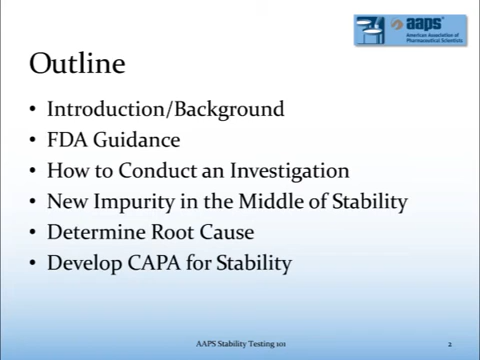 aaps
American Association of
Pharmaceutical Scientists
Outline
• Introduction/Background
• FDA Guidance
• How to Conduct an Investigation
• New Impurity in the Middle of Stability
• Determine Root Cause
• Develop CAPA for Stability
AAPS Stability Testing 101
2